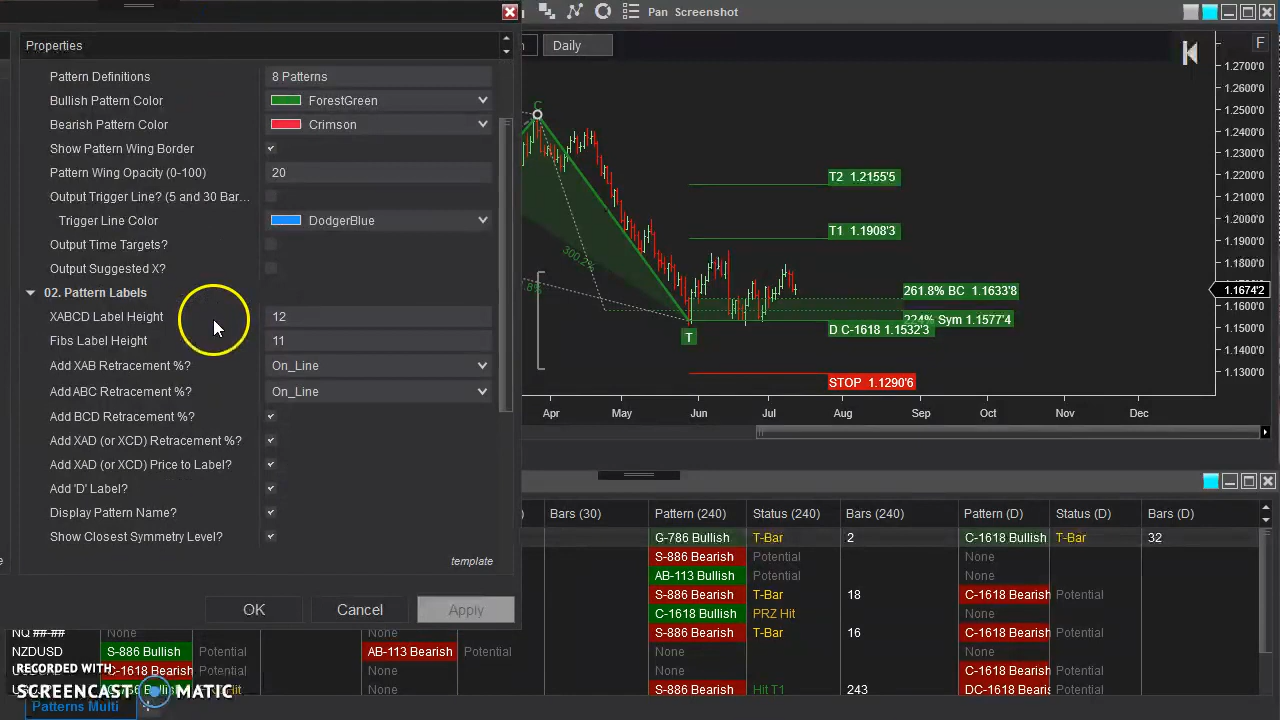 Pan Screenshot
Properties
Daily
F
Pattern Definitions 8 Patterns
Bullish Pattern Color ForestGreen
Bearish Pattern Color Crimson
Show Pattern Wing Border
Pattern Wing Opacity (0-100) 20
Output Trigger Line? (5 and 30 Bar...
Trigger Line Color DodgerBlue
Output Time Targets?
Output Suggested X?
02. Pattern Labels
XABCD Label Height 12
Fibs Label Height 11
Add XAB Retracement %? On_Line
Add ABC Retracement %? On_Line
Add BCD Retracement %?
Add XAD (or XCD) Retracement %?
Add XAD (or XCD) Price to Label?
Add 'D' Label?
Display Pattern Name?
Show Closest Symmetry Level?
template
OK Cancel Apply
C
300.2%
T
T2 1.2155'5
T1 1.1908'3
261.8% BC 1.1633'8
224% Sym 1.1577'4
D C-1618 1.1532'3
STOP 1.1290'6
1.2700'0
1.2600'0
1.2500'0
1.2400'0
1.2300'0
1.2200'0
1.2100'0
1.2000'0
1.1900'0
1.1800'0
1.1674'2
1.1600'0
1.1500'0
1.1400'0
1.1300'0
Apr May Jun Jul Aug Sep Oct Nov Dec
Bars (30) Pattern (240) Status (240) Bars (240) Pattern (D) Status (D) Bars (D)
G-786 Bullish T-Bar 2 C-1618 Bullish T-Bar 32
S-886 Bearish Potential None
AB-113 Bullish Potential None
S-886 Bearish T-Bar 18 C-1618 Bearish Potential
C-1618 Bullish PRZ Hit None
S-886 Bearish T-Bar 16 C-1618 Bearish Potential
NQ ##-## None None None None
NZDUSD S-886 Bullish Potential AB-113 Bearish Potential None None
C-1618 Bearish Potential None None C-1618 Bearish Potential
S-886 Bearish Hit T1 243 DC-1618 Bearis Potential
RECORDED WITH:
SCREENCAST MATIC
Patterns Multi +